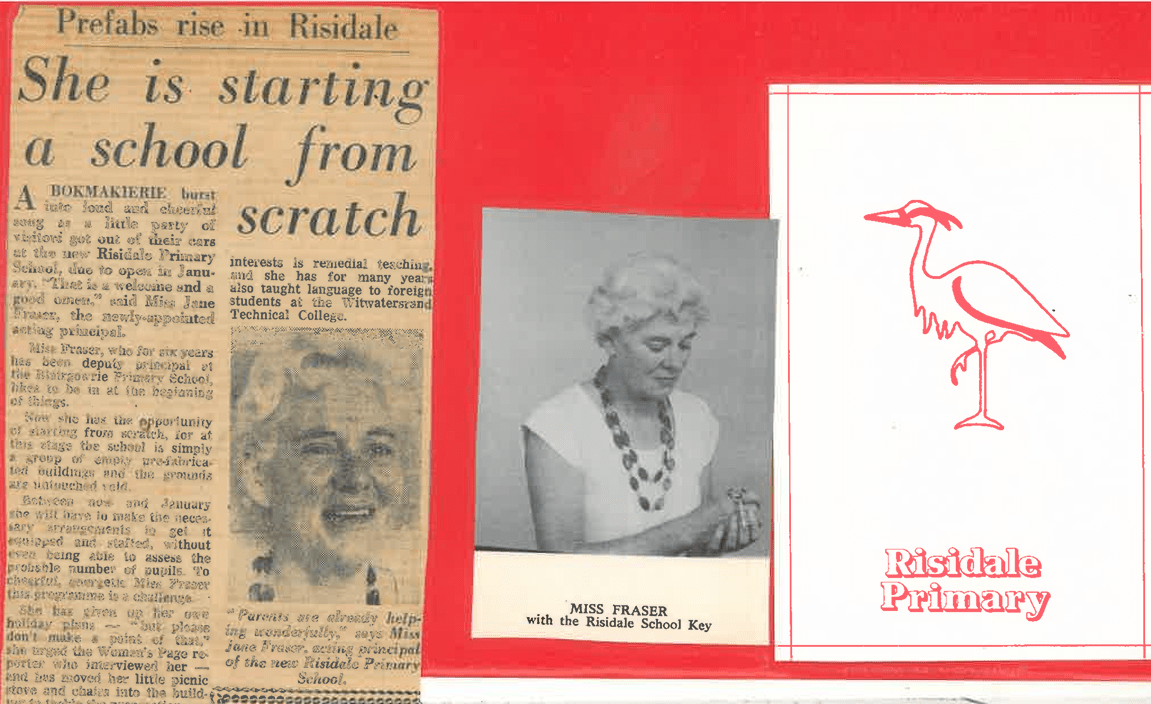 Prefabs rise in Risidale
She is starting
a school from
scratch
A BOKMAKIERIE burst
into loud and cheerful
song as a little party of
visitors got out of their cars
at the new Risidale Primary
School, due to open in Janu-
ary. "That is a welcome and a
good omen," said Miss Jane
Fraser, the newly-appointed
acting principal.
Miss Fraser, who for six years
has been deputy principal at
the Blairgowrie Primary School,
likes to be in at the beginning
of things.
Now she has the opportunity
of starting from scratch, for at
this stage the school is simply
a group of empty pre-fabrica-
ted buildings and the grounds
are untouched veld.
Between now and January
she will have to make the neces-
sary arrangements to get it
equipped and staffed, without
even being able to assess the
probable number of pupils. To
cheerful, energetic Miss Fraser
this programme is a challenge.
She has given up her own
holiday plans — "but please
don't make a point of that,"
she urged the Woman's Page re-
porter who interviewed her —
and has moved her little picnic
stove and chairs into the build-
interests is remedial teaching,
and she has for many years
also taught language to foreign
students at the Witwatersrand
Technical College.
"Parents are already help-
ing wonderfully," says Miss
Jane Fraser, acting principal
of the new Risidale Primary
School.
MISS FRASER
with the Risidale School Key
Risidale
Primary